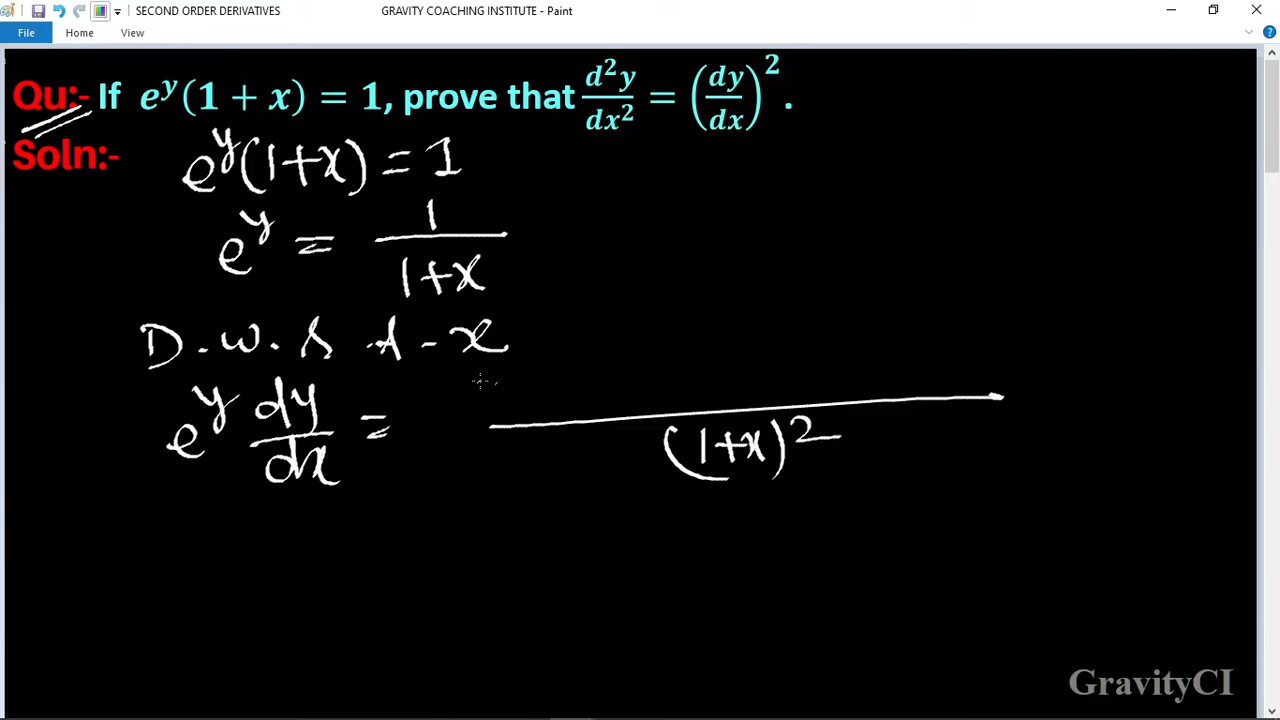 SECOND ORDER DERIVATIVES GRAVITY COACHING INSTITUTE - Paint
File Home View
Qu:- If e^y(1 + x) = 1, prove that d²y/dx² = (dy/dx)².
Soln:- e^y(1+x) = 1
e^y = 1/(1+x)
D.w.r.t-x
e^y dy/dx = /(1+x)²
GravityCI